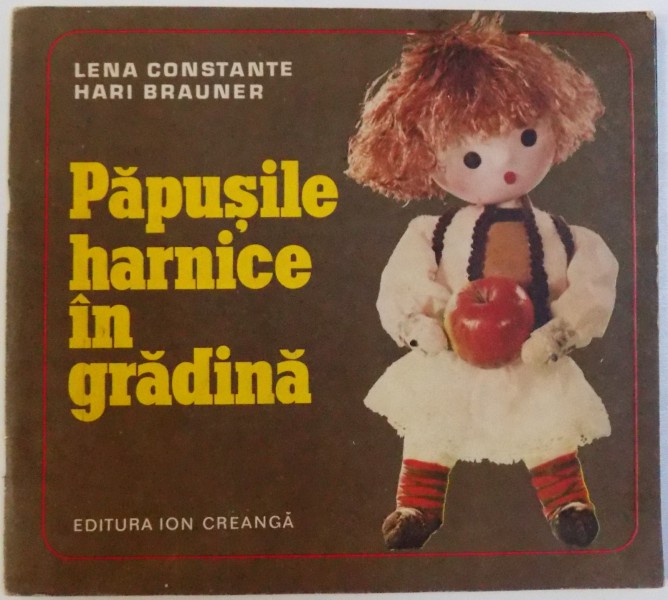 LENA CONSTANTE
HARI BRAUNER
Păpușile
harnice
în
grădină
EDITURA ION CREANGĂ